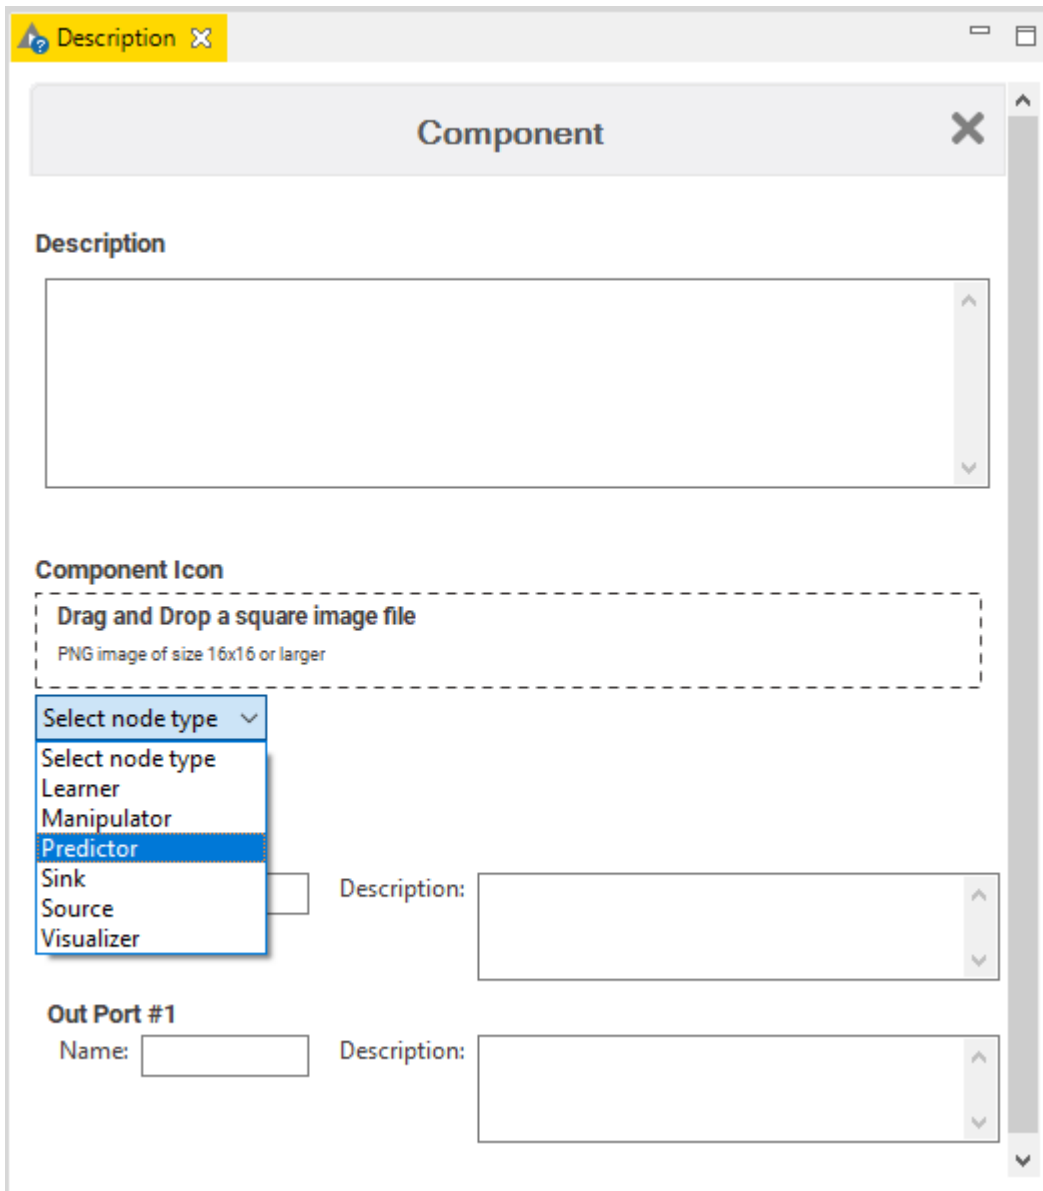 Description
Component
Description
Component Icon
Drag and Drop a square image file
PNG image of size 16x16 or larger
Select node type
Select node type
Learner
Manipulator
Predictor
Sink
Source
Visualizer
Description:
Out Port #1
Name: Description: